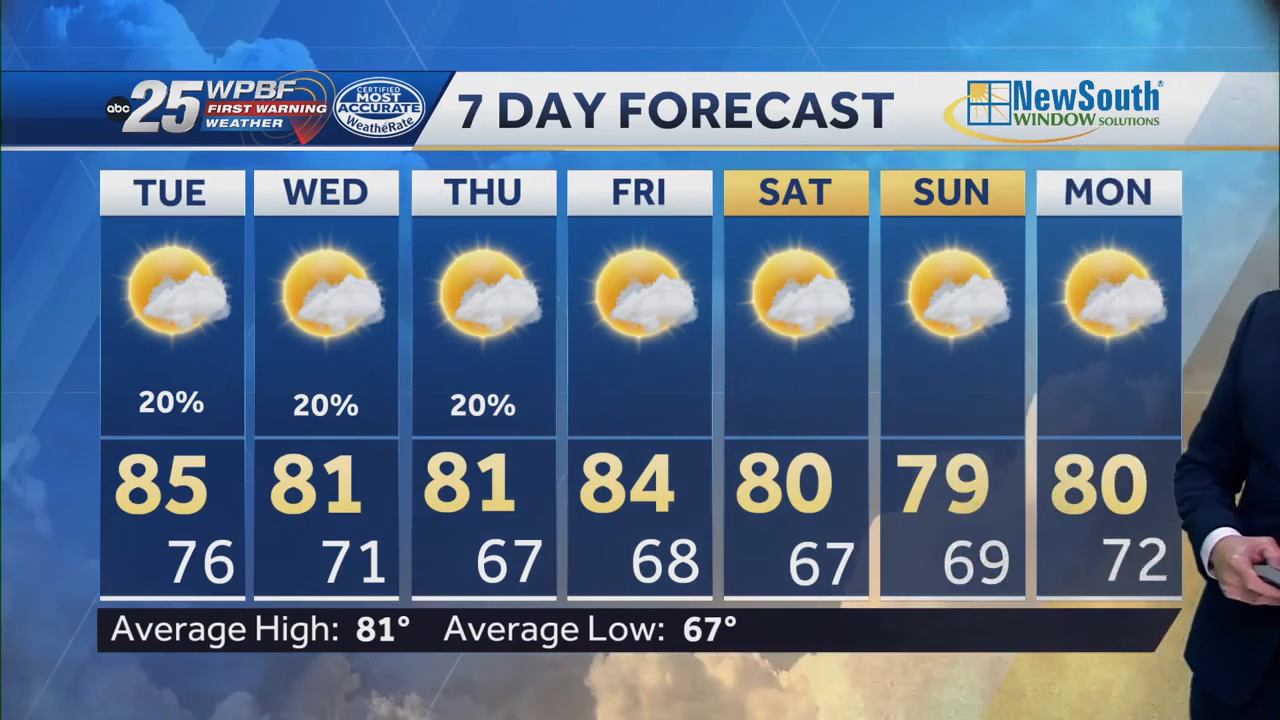 abc 25 WPBF
FIRST WARNING
WEATHER
CERTIFIED
MOST
ACCURATE
WeatheRate
7 DAY FORECAST
NewSouth®
WINDOW SOLUTIONS
TUE WED THU FRI SAT SUN MON
20% 20% 20%
85 81 81 84 80 79 80
76 71 67 68 67 69 72
Average High: 81° Average Low: 67°